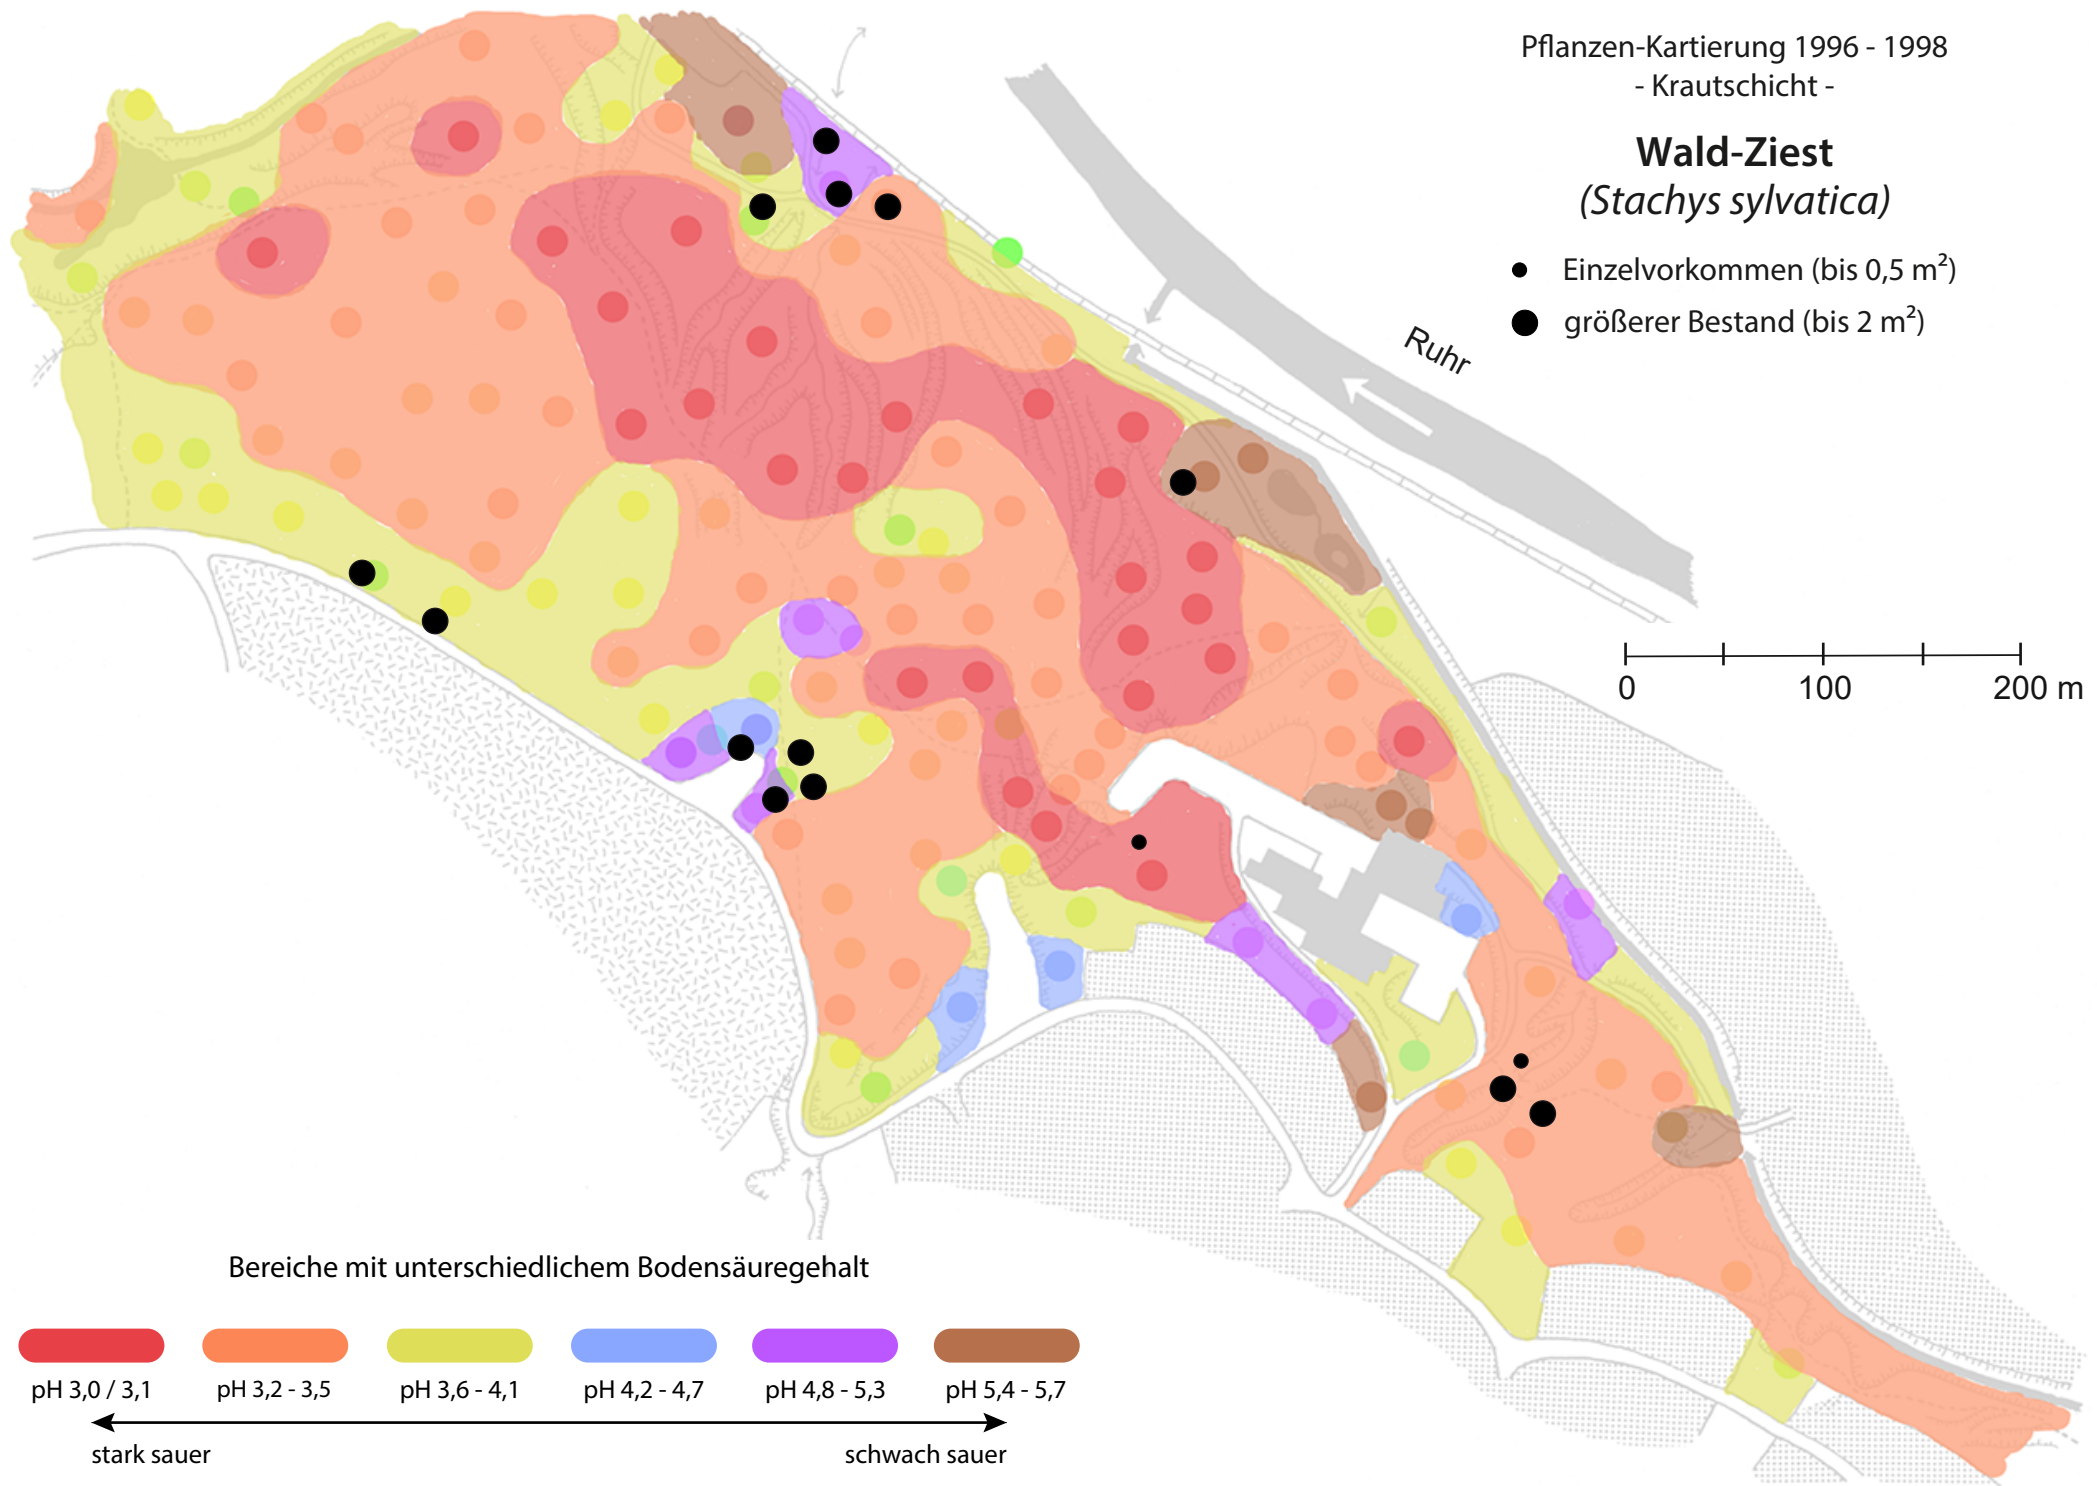 Pflanzen-Kartierung 1996 - 1998
- Krautschicht -
Wald-Ziest
(Stachys sylvatica)
Einzelvorkommen (bis 0,5 m²)
größerer Bestand (bis 2 m²)
Ruhr
0 100 200 m
Bereiche mit unterschiedlichem Bodensäuregehalt
pH 3,0 / 3,1 pH 3,2 - 3,5 pH 3,6 - 4,1 pH 4,2 - 4,7 pH 4,8 - 5,3 pH 5,4 - 5,7
stark sauer schwach sauer